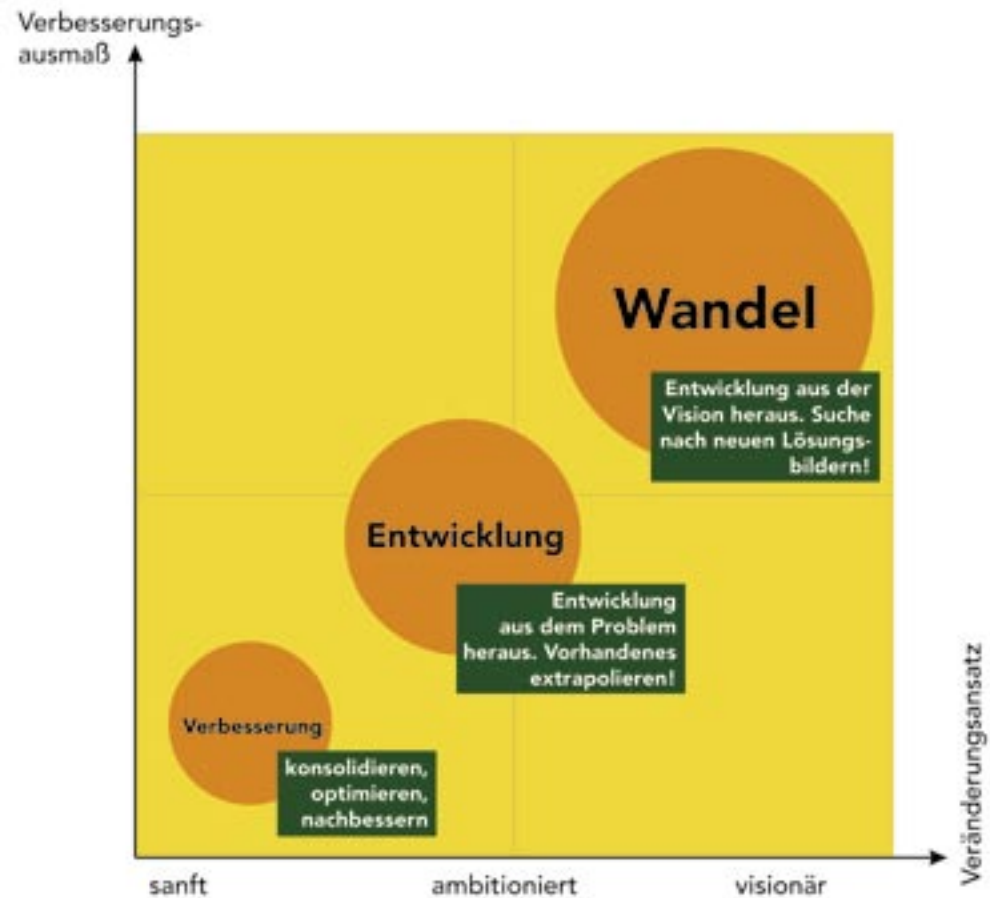 Verbesserungs-
ausmaß
Wandel
Entwicklung aus der
Vision heraus. Suche
nach neuen Lösungs-
bildern!
Entwicklung
Entwicklung
aus dem Problem
heraus. Vorhandenes
extrapolieren!
Verbesserung
konsolidieren,
optimieren,
nachbessern
sanft
ambitioniert
visionär
Veränderungsansatz